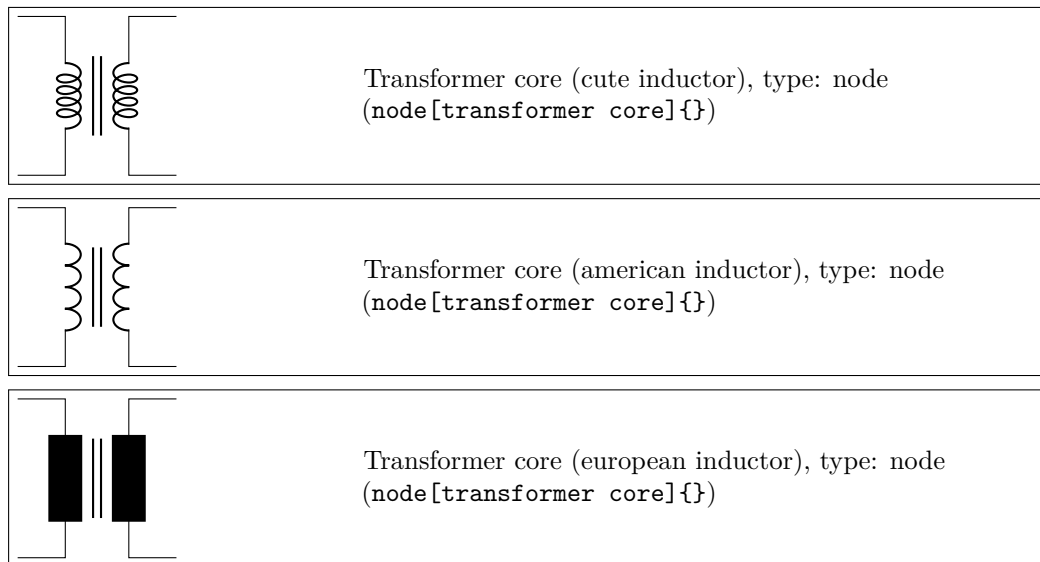 Transformer core (cute inductor), type: node
(node[transformer core]{})
Transformer core (american inductor), type: node
(node[transformer core]{})
Transformer core (european inductor), type: node
(node[transformer core]{})